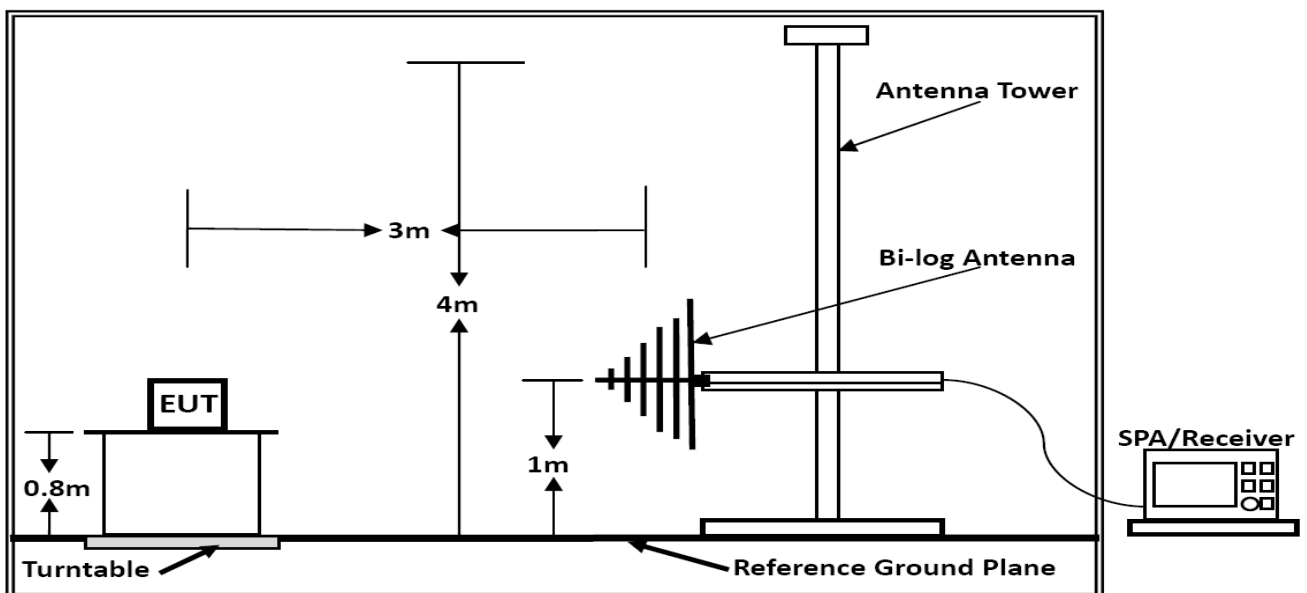 Antenna Tower
3m
Bi-log Antenna
4m
EUT
SPA/Receiver
1m
0.8m
Turntable
Reference Ground Plane